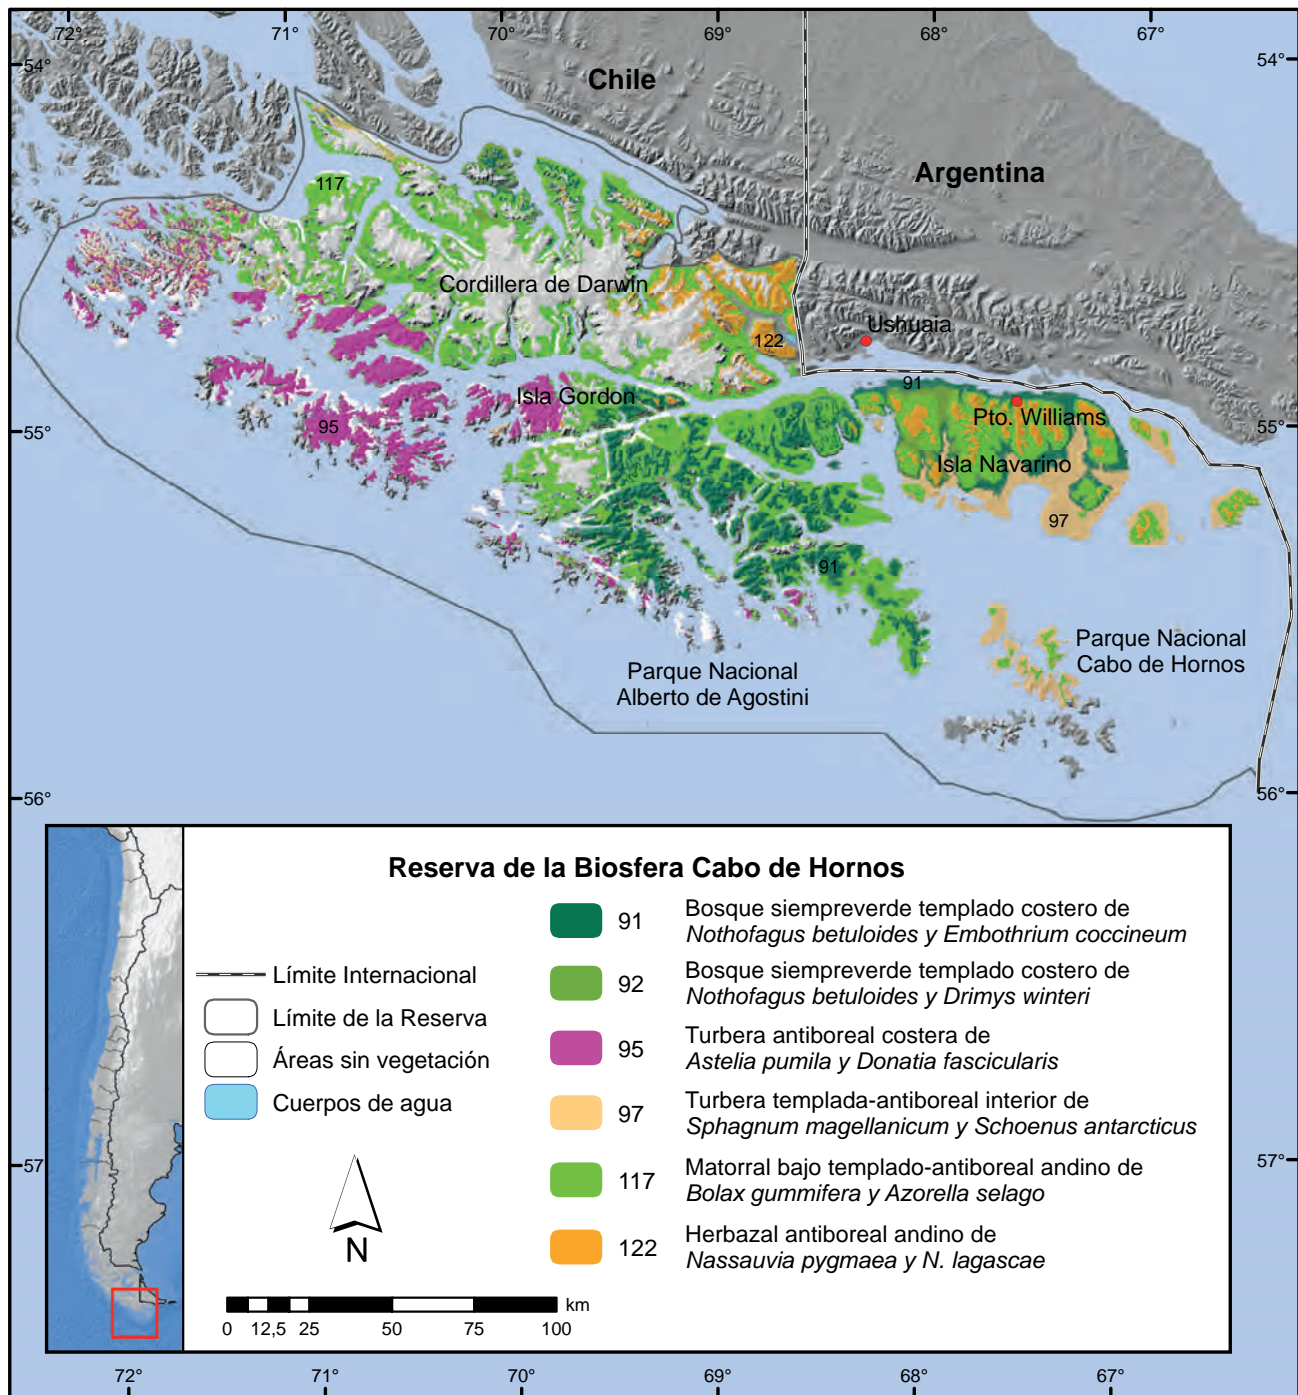 72°
71°
70°
69°
68°
67°
54°
54°
Chile
Argentina
117
Cordillera de Darwin
122
Ushuaia
91
Isla Gordon
Pto. Williams
95
55°
55°
Isla Navarino
97
91
Parque Nacional
Cabo de Hornos
Parque Nacional
Alberto de Agostini
56°
56°
Reserva de la Biosfera Cabo de Hornos
Límite Internacional
Límite de la Reserva
Áreas sin vegetación
Cuerpos de agua
91
Bosque siempreverde templado costero de
Nothofagus betuloides y Embothrium coccineum
92
Bosque siempreverde templado costero de
Nothofagus betuloides y Drimys winteri
95
Turbera antiboreal costera de
Astelia pumila y Donatia fascicularis
97
Turbera templada-antiboreal interior de
Sphagnum magellanicum y Schoenus antarcticus
117
Matorral bajo templado-antiboreal andino de
Bolax gummifera y Azorella selago
122
Herbazal antiboreal andino de
Nassauvia pygmaea y N. lagascae
N
km
0 12,5 25 50 75 100
57
57°
72°
71°
70°
69°
68°
67°